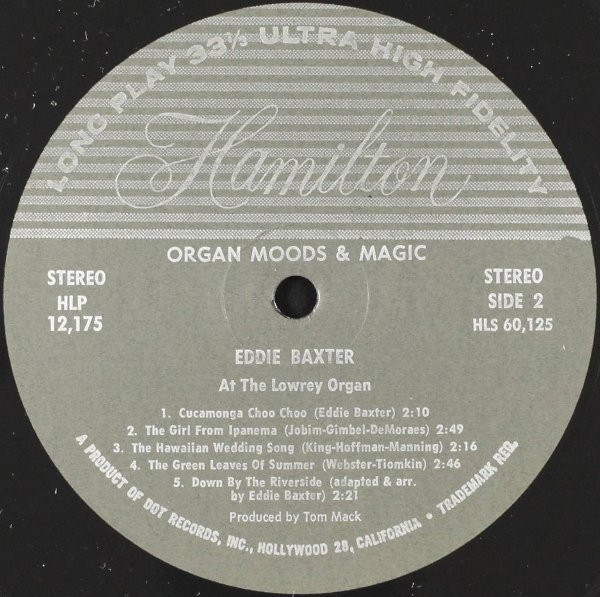 LONG PLAY 33⅓ ULTRA HIGH FIDELITY
Hamilton
ORGAN MOODS & MAGIC
STEREO
HLP
12,175
STEREO
SIDE 2
HLS 60,125
EDDIE BAXTER
At The Lowrey Organ
1. Cucamonga Choo Choo (Eddie Baxter) 2:10
2. The Girl From Ipanema (Jobim-Gimbel-DeMoraes) 2:49
3. The Hawaiian Wedding Song (King-Hoffman-Manning) 2:16
4. The Green Leaves Of Summer (Webster-Tiomkin) 2:46
5. Down By The Riverside (adapted & arr.
by Eddie Baxter) 2:21
Produced by Tom Mack
A PRODUCT OF DOT RECORDS, INC., HOLLYWOOD 28, CALIFORNIA • TRADEMARK REG.